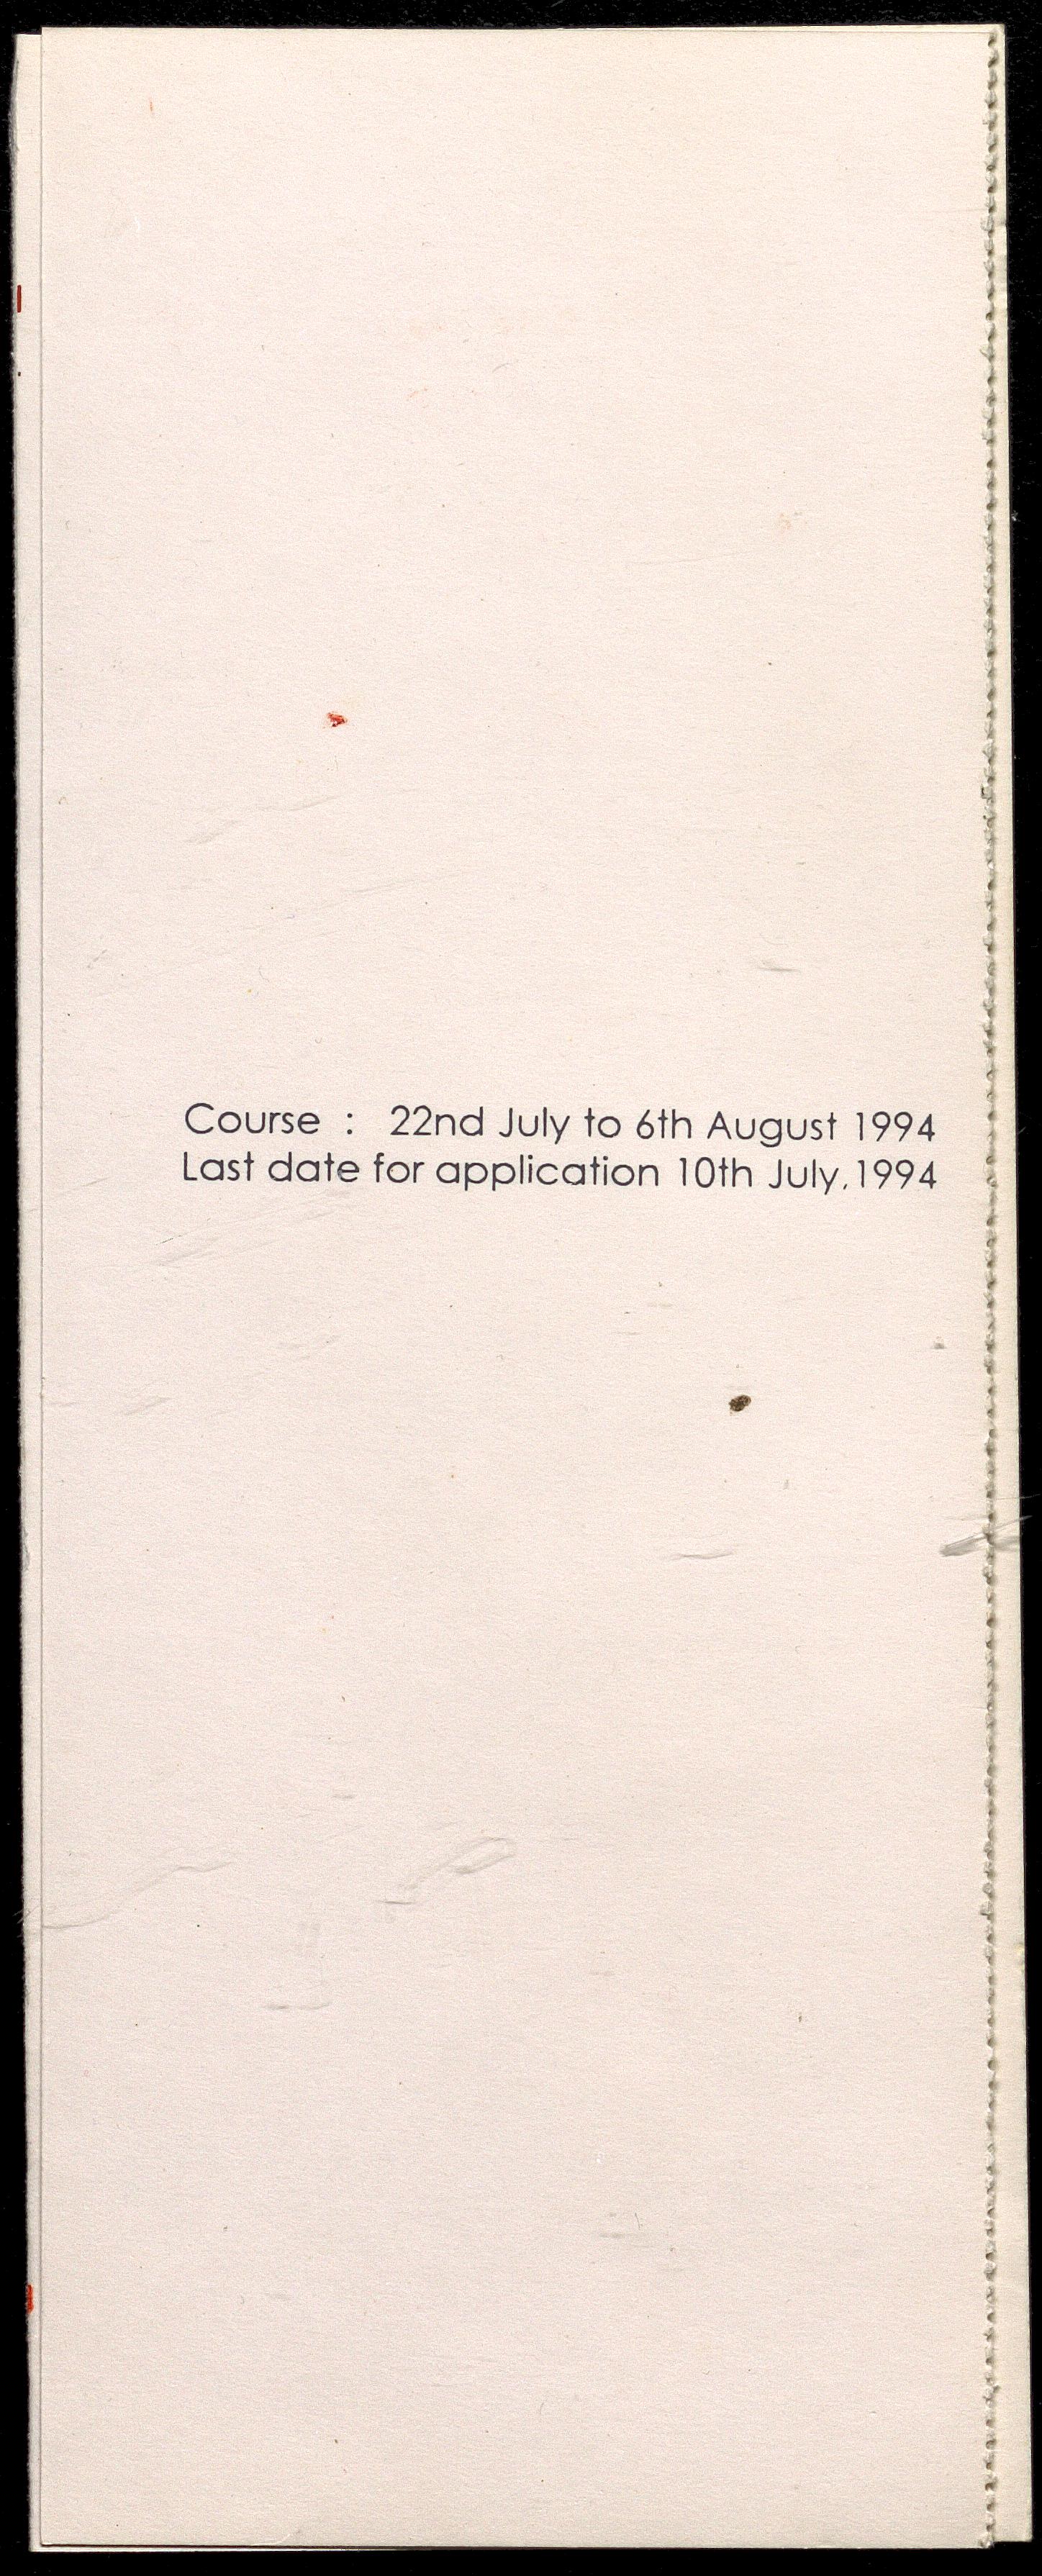 Course : 22nd July to 6th August 1994
Last date for application 10th July.1994